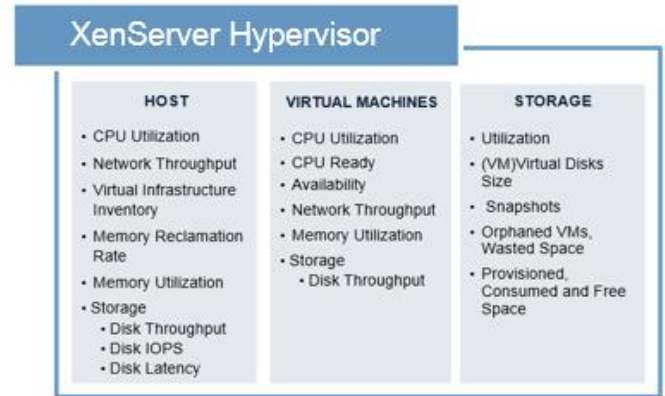 XenServer Hypervisor
HOST
• CPU Utilization
• Network Throughput
• Virtual Infrastructure
Inventory
• Memory Reclamation
Rate
• Memory Utilization
• Storage
• Disk Throughput
• Disk IOPS
• Disk Latency
VIRTUAL MACHINES
• CPU Utilization
• CPU Ready
• Availability
• Network Throughput
• Memory Utilization
• Storage
• Disk Throughput
STORAGE
• Utilization
• (VM)Virtual Disks
Size
• Snapshots
• Orphaned VMs,
Wasted Space
• Provisioned,
Consumed and Free
Space